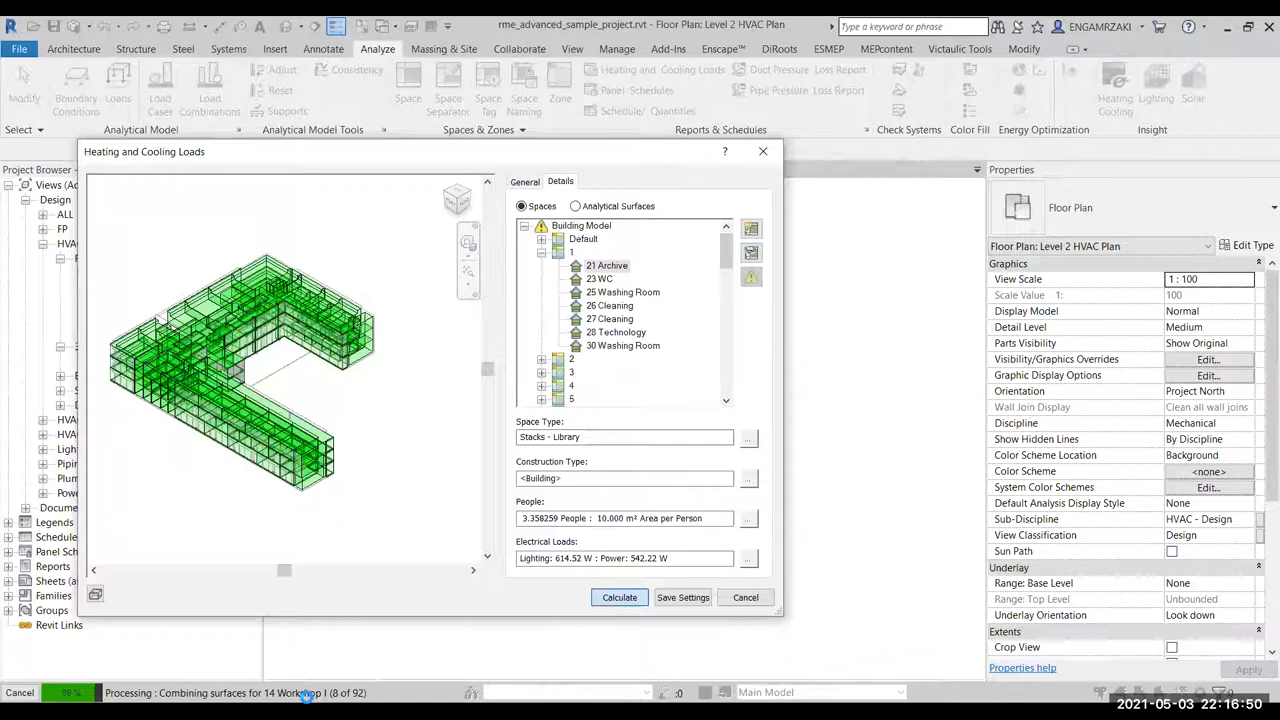 rme_advanced_sample_project.rvt - Floor Plan: Level 2 HVAC Plan
Type a keyword or phrase
ENGAMRZAKI
File Architecture Structure Steel Systems Insert Annotate Analyze Massing & Site Collaborate View Manage Add-Ins Enscape™ DiRoots ESMEP MEPcontent Victaulic Tools Modify
Modify
Boundary Conditions
Loads
Load Cases
Load Combinations
Adjust
Reset
Supports
Consistency
Space
Space Separator
Space Tag
Space Naming
Zone
Heating and Cooling Loads
Panel Schedules
Schedule/ Quantities
Duct Pressure Loss Report
Pipe Pressure Loss Report
Heating Cooling
Lighting
Solar
Select Analytical Model Analytical Model Tools Spaces & Zones Reports & Schedules Check Systems Color Fill Energy Optimization Insight
Project Browser -
Views (A
Design
ALL
FP
HVA
HVA
HVA
Ligh
Pipin
Plum
Powe
Docume
Legends
Schedule
Panel Sch
Reports
Sheets (a
Families
Groups
Revit Links
Heating and Cooling Loads
?
General Details
Spaces Analytical Surfaces
Building Model
Default
1
21 Archive
23 WC
25 Washing Room
26 Cleaning
27 Cleaning
28 Technology
30 Washing Room
2
3
4
5
Space Type:
Stacks - Library ...
Construction Type:
<Building> ...
People:
3.358259 People : 10.000 m² Area per Person ...
Electrical Loads:
Lighting: 614.52 W : Power: 542.22 W ...
Calculate Save Settings Cancel
Properties
Floor Plan
Floor Plan: Level 2 HVAC Plan Edit Type
Graphics
View Scale 1 : 100
Scale Value 1: 100
Display Model Normal
Detail Level Medium
Parts Visibility Show Original
Visibility/Graphics Overrides Edit...
Graphic Display Options Edit...
Orientation Project North
Wall Join Display Clean all wall joins
Discipline Mechanical
Show Hidden Lines By Discipline
Color Scheme Location Background
Color Scheme <none>
System Color Schemes Edit...
Default Analysis Display Style None
Sub-Discipline HVAC - Design
View Classification Design
Sun Path
Underlay
Range: Base Level None
Range: Top Level Unbounded
Underlay Orientation Look down
Extents
Crop View
Properties help Apply
Cancel 88 % Processing : Combining surfaces for 14 Workshop I (8 of 92) :0 Main Model
2021-05-03 22:16:50